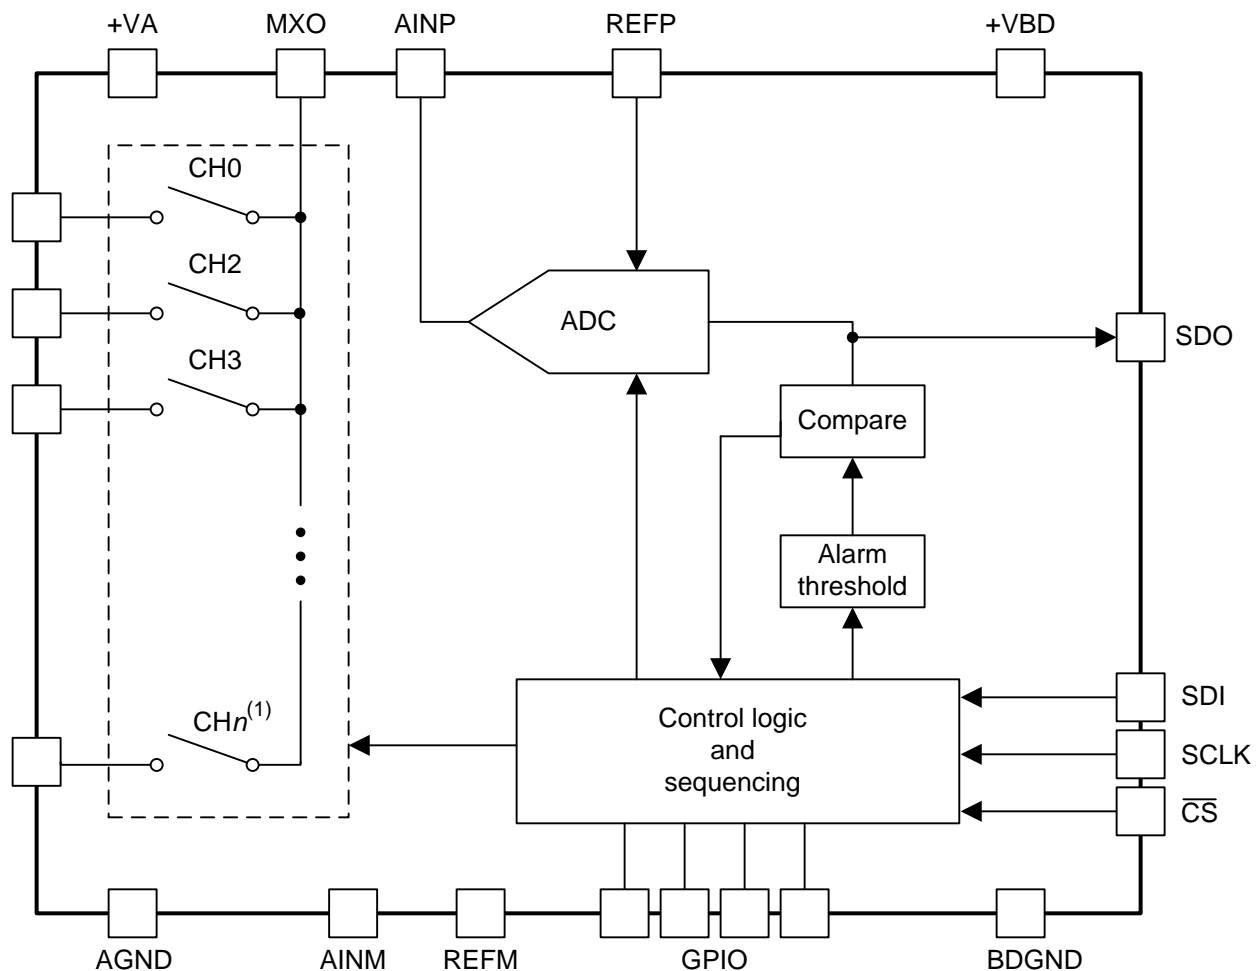 +VA MXO AINP REFP +VBD
CH0
CH2
CH3
CHn(1)
ADC
SDO
Compare
Alarm
threshold
Control logic
and
sequencing
SDI
SCLK
C̅S̅
AGND AINM REFM GPIO BDGND